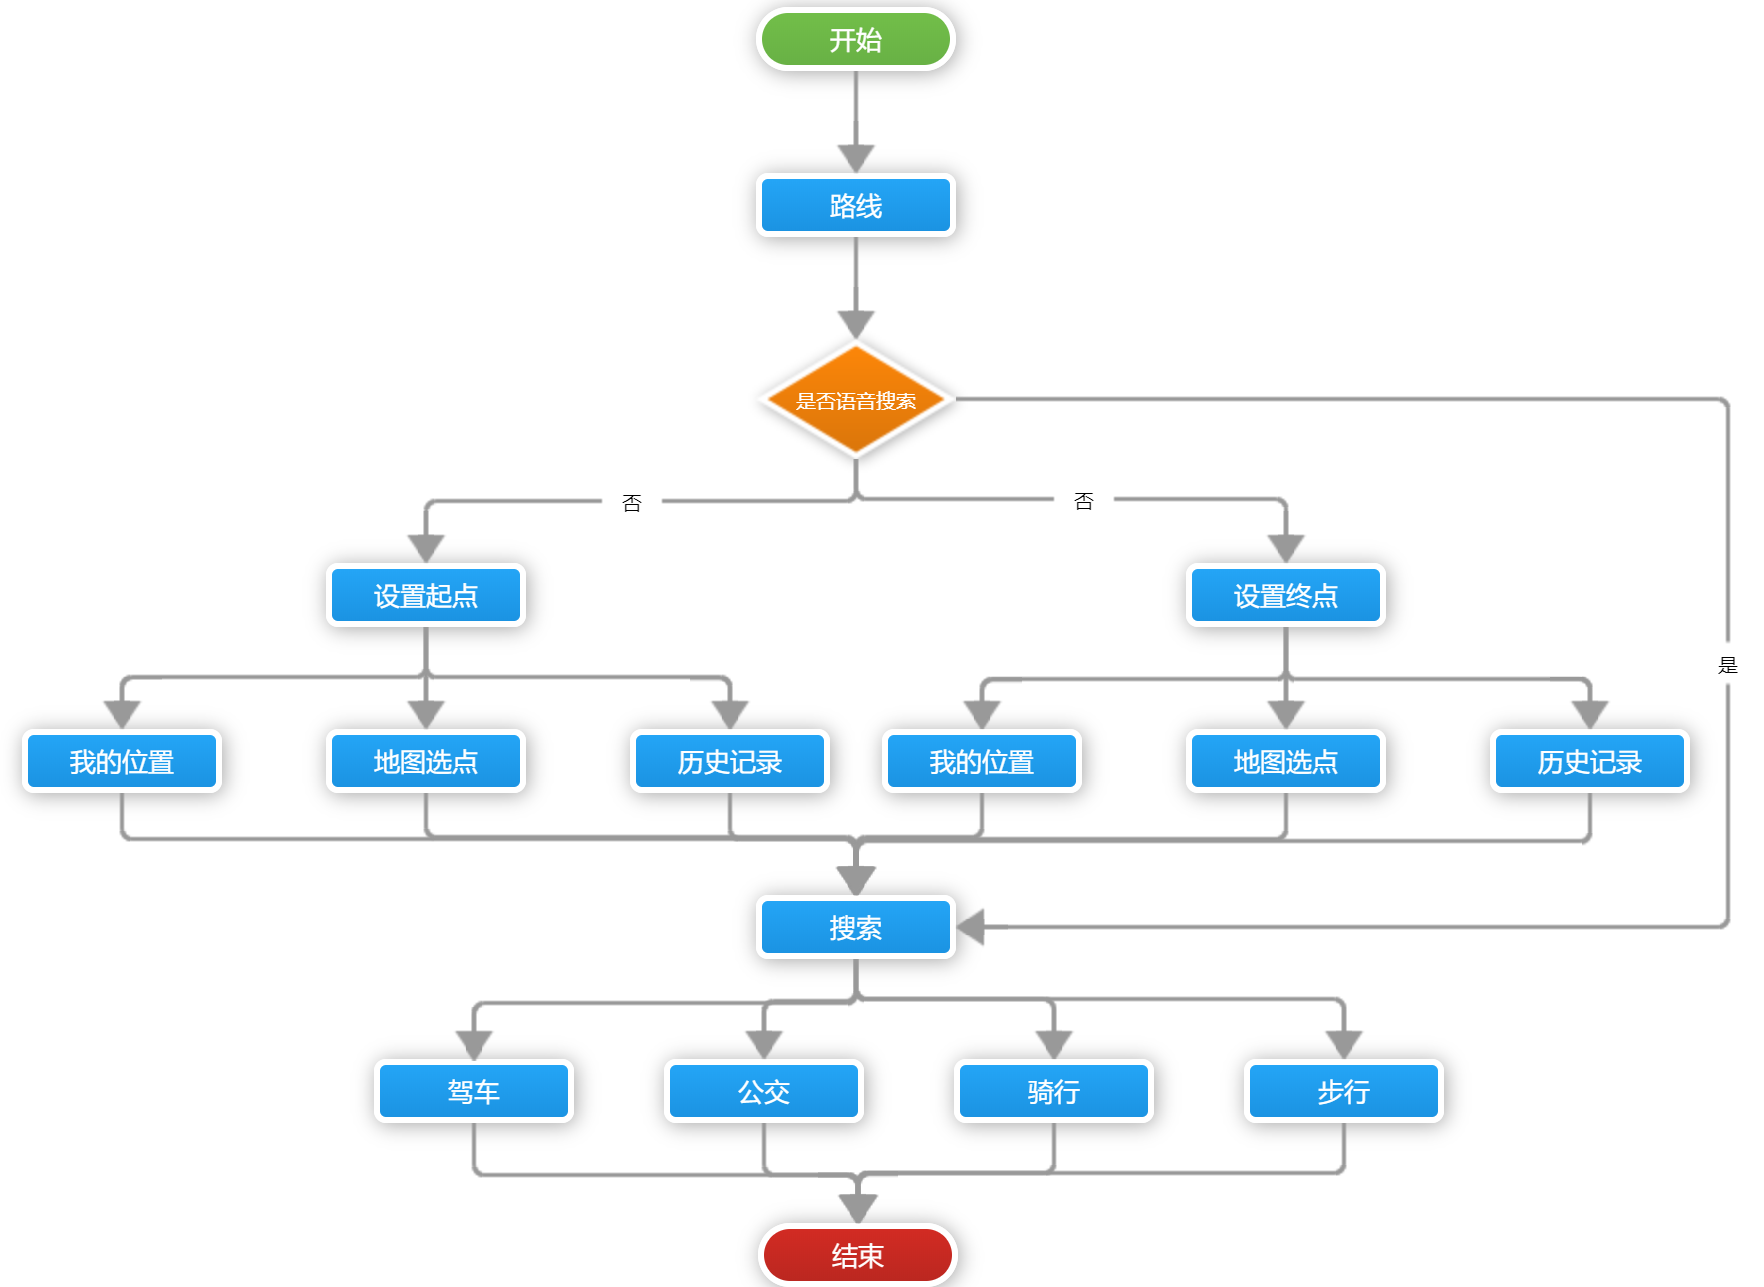 开始
路线
是否语音搜索
否
否
设置起点
设置终点
是
我的位置
地图选点
历史记录
我的位置
地图选点
历史记录
搜索
驾车
公交
骑行
步行
结束